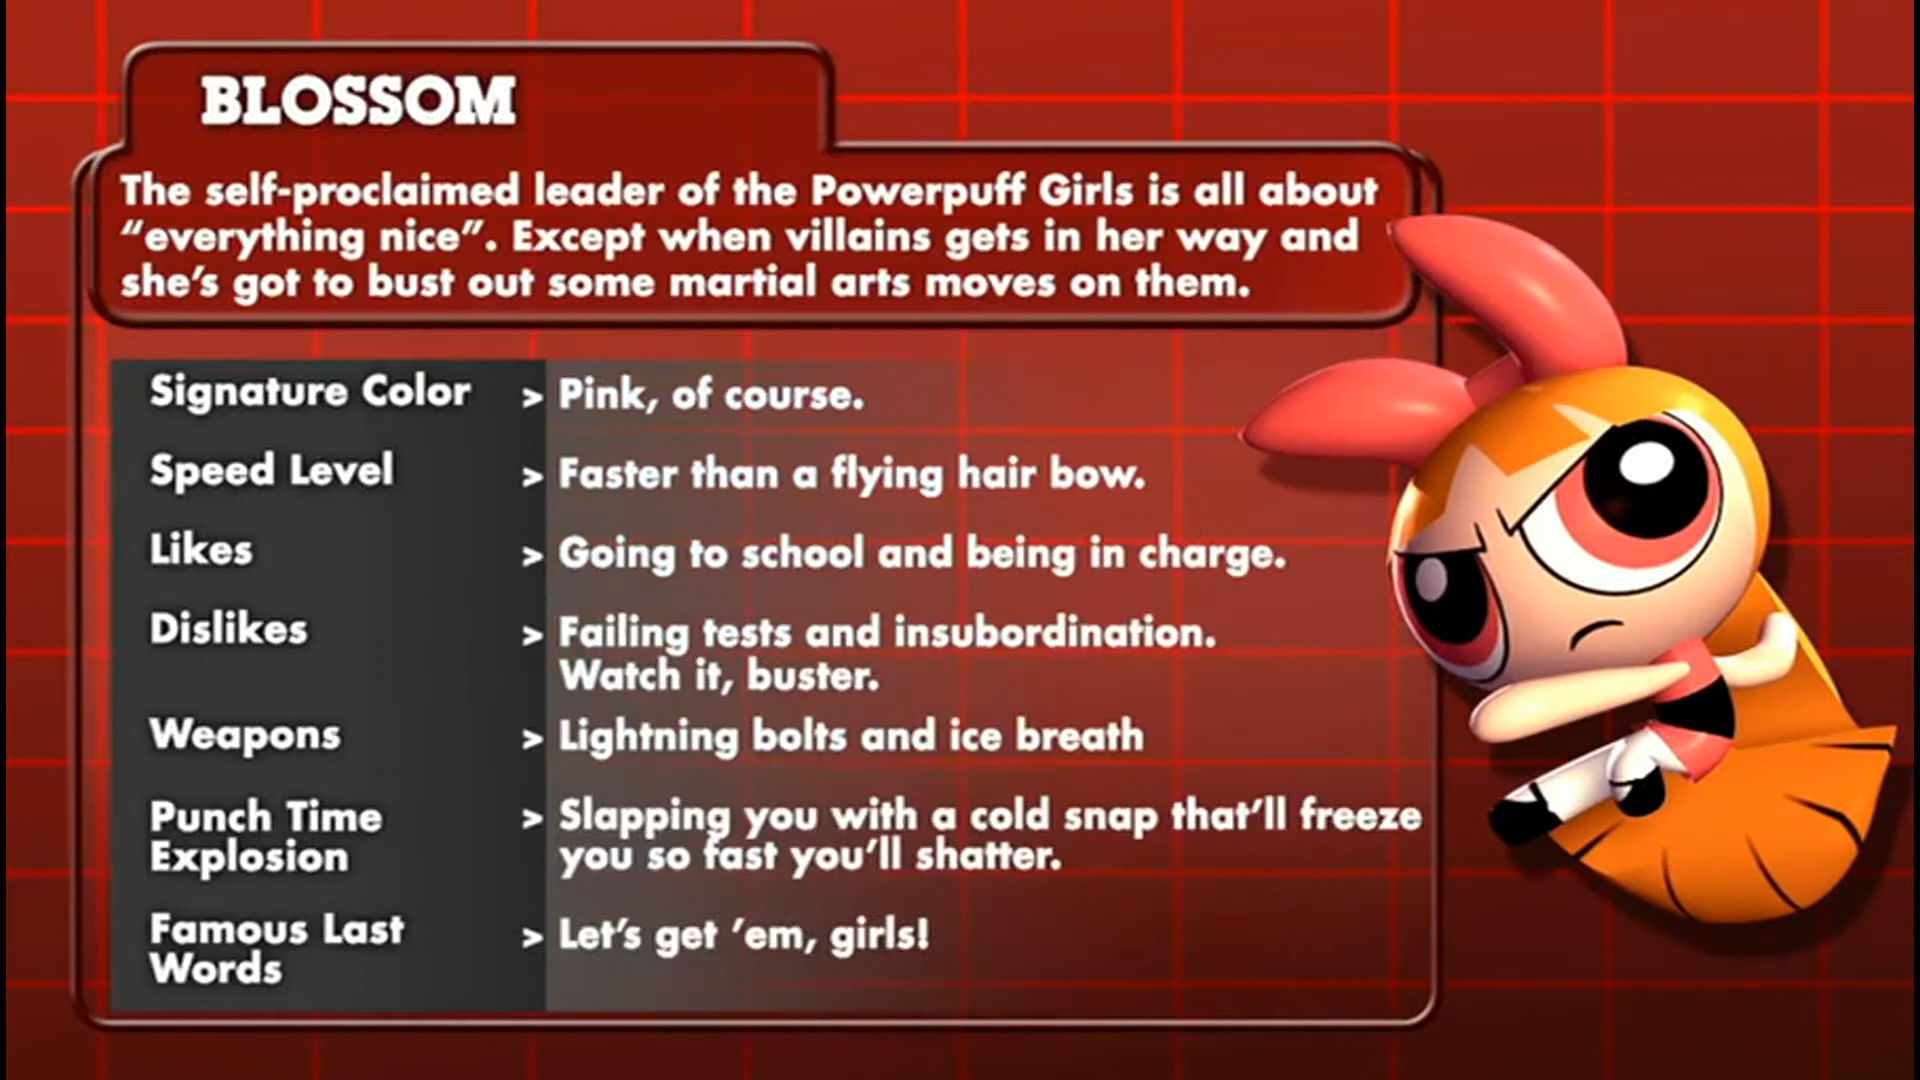 BLOSSOM
The self-proclaimed leader of the Powerpuff Girls is all about
“everything nice”. Except when villains gets in her way and
she’s got to bust out some martial arts moves on them.
Signature Color > Pink, of course.
Speed Level > Faster than a flying hair bow.
Likes > Going to school and being in charge.
Dislikes > Failing tests and insubordination.
Watch it, buster.
Weapons > Lightning bolts and ice breath
Punch Time > Slapping you with a cold snap that’ll freeze
Explosion you so fast you’ll shatter.
Famous Last > Let’s get ’em, girls!
Words